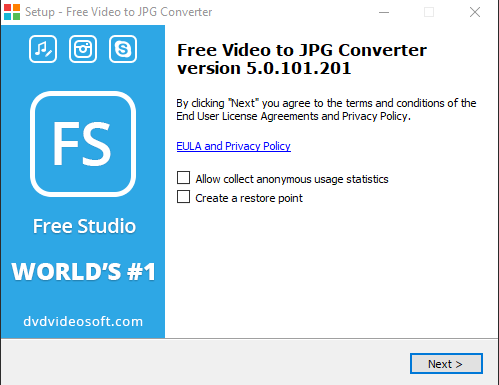 Setup - Free Video to JPG Converter
FS
Free Studio
WORLD'S #1
dvdvideosoft.com
Free Video to JPG Converter
version 5.0.101.201
By clicking "Next" you agree to the terms and conditions of the
End User License Agreements and Privacy Policy.
EULA and Privacy Policy
Allow collect anonymous usage statistics
Create a restore point
Next >